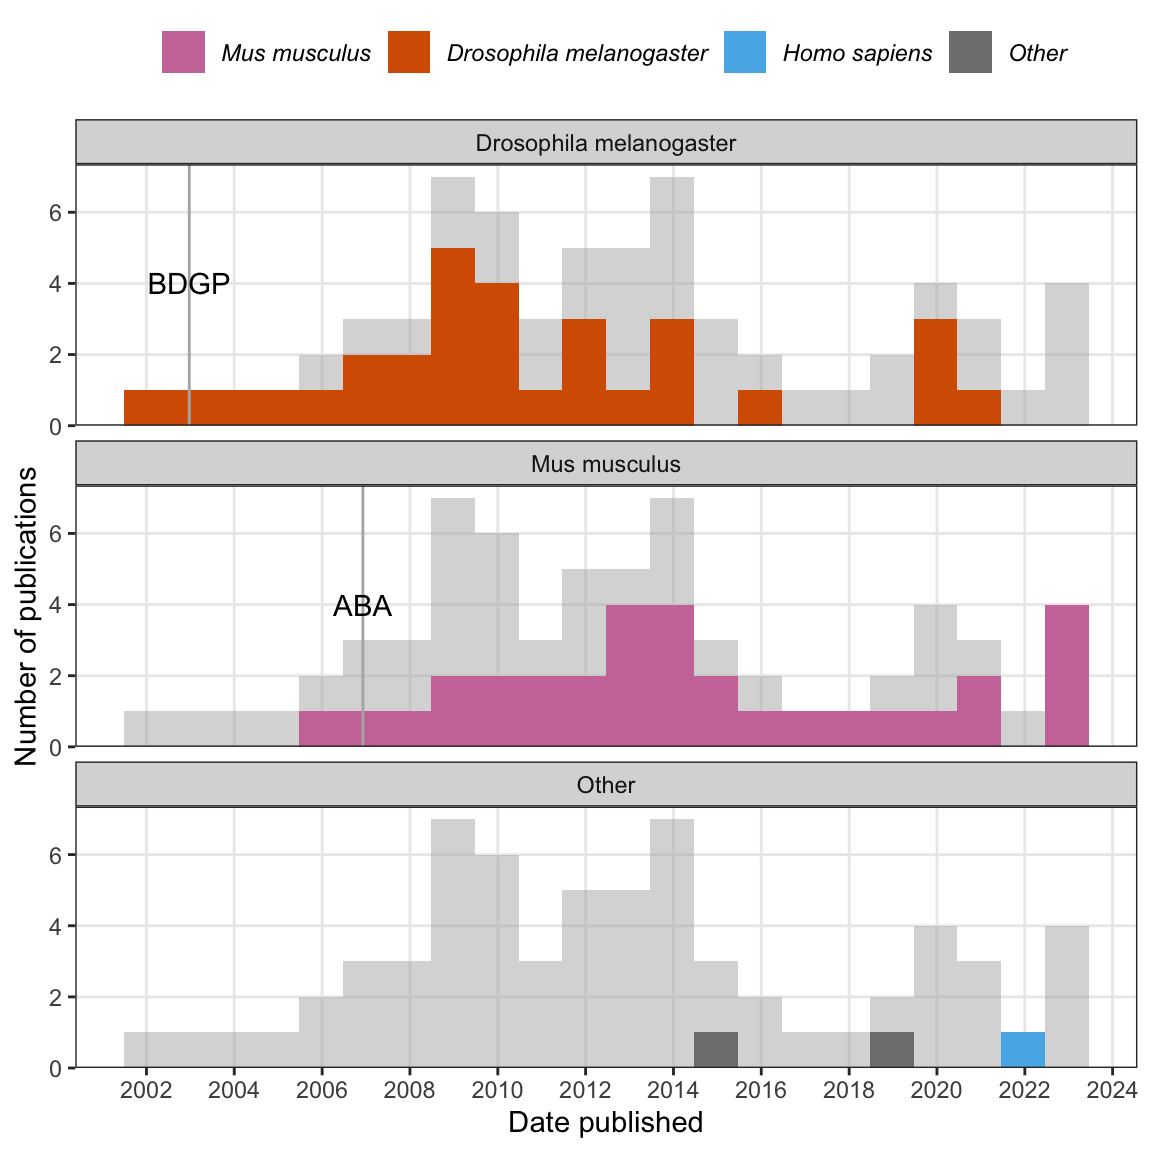 Mus musculus Drosophila melanogaster Homo sapiens Other
Drosophila melanogaster
6
BDGP
4
2
0
Mus musculus
6
ABA
4
2
0
Number of publications
Other
6
4
2
0
2002 2004 2006 2008 2010 2012 2014 2016 2018 2020 2022 2024
Date published